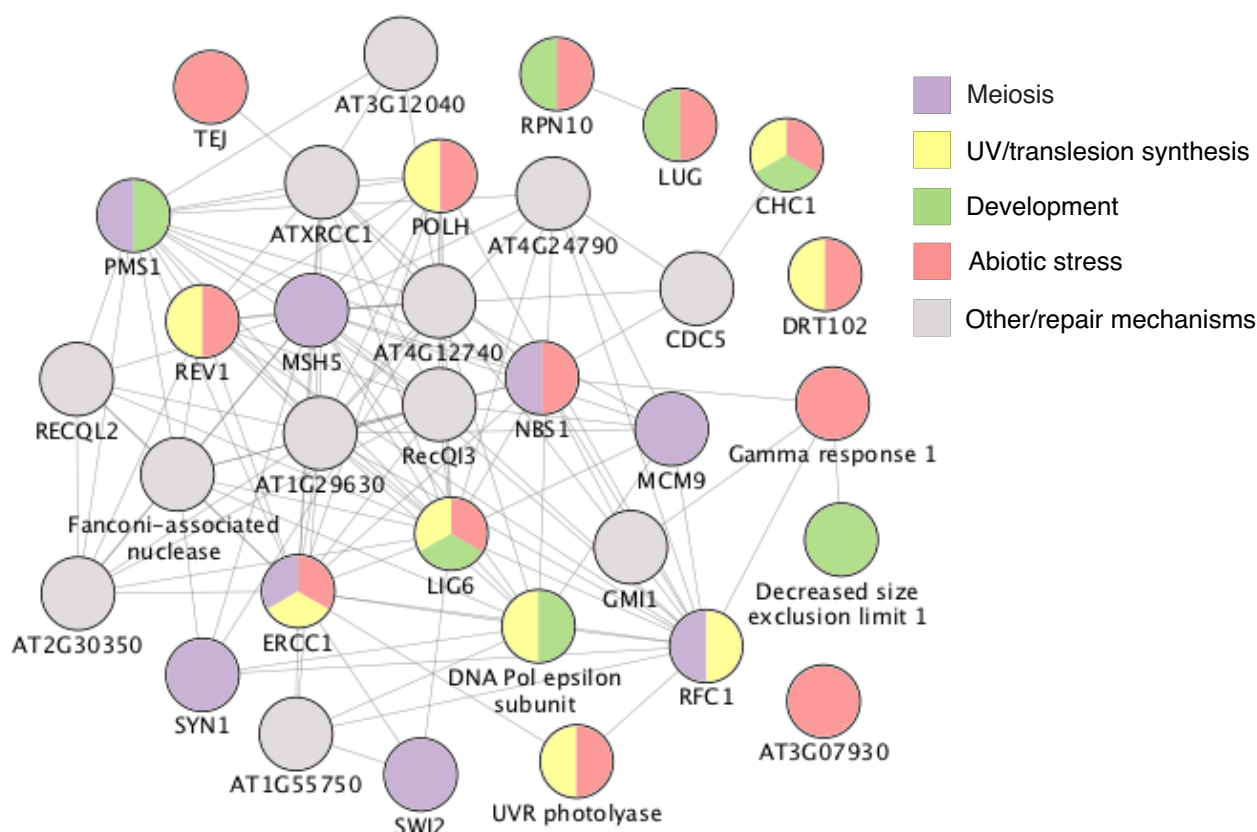 AT3G12040
TEJ
RPN10
LUG
CHC1
ATXRCC1
POLH
AT4G24790
PMS1
CDC5
DRT102
REV1
MSH5
AT4G12740
NBS1
RECQL2
AT1G29630
RecQl3
MCM9
Gamma response 1
Fanconi-associated
nuclease
LIG6
GMI1
Decreased size
exclusion limit 1
AT2G30350
ERCC1
DNA Pol epsilon
subunit
RFC1
SYN1
AT3G07930
AT1G55750
SWI2
UVR photolyase
Meiosis
UV/translesion synthesis
Development
Abiotic stress
Other/repair mechanisms